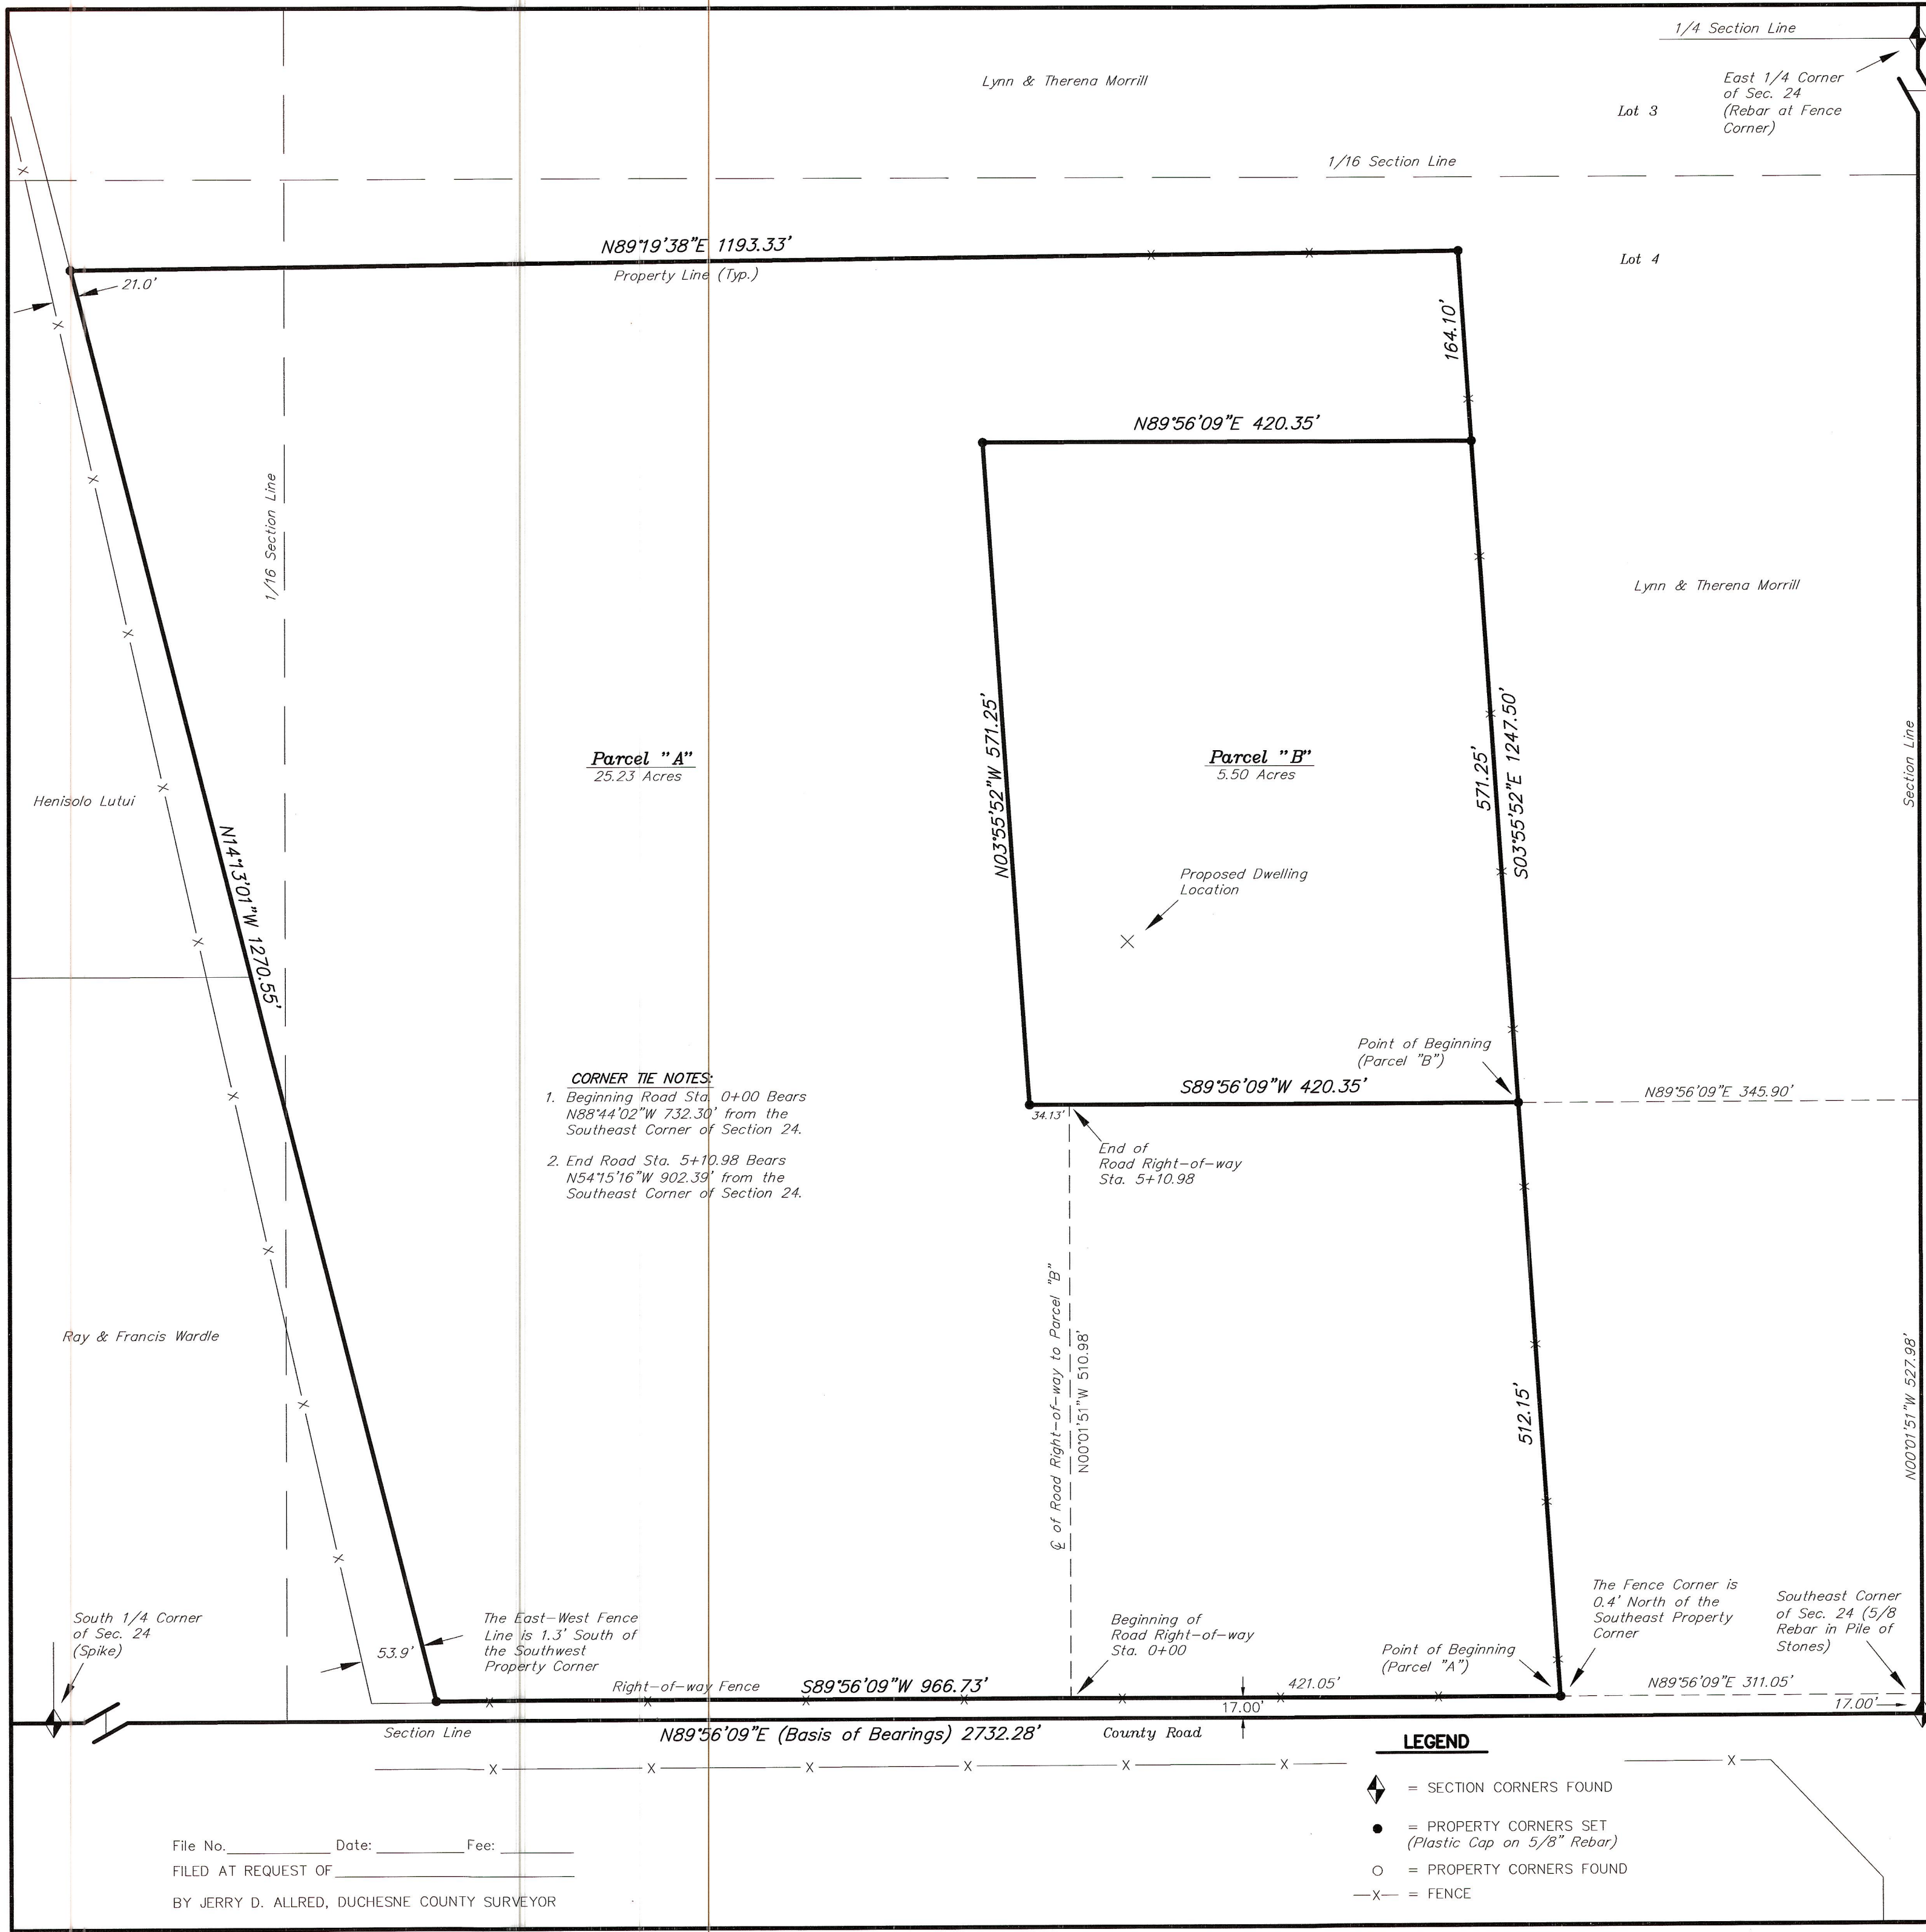 1/4 Section Line
Lynn & Therena Morrill
East 1/4 Corner
of Sec. 24
(Rebar at Fence
Corner)
Lot 3
1/16 Section Line
N89°19'38"E 1193.33'
Property Line (Typ.)
Lot 4
21.0'
164.10'
N89°56'09"E 420.35'
1/16 Section Line
Lynn & Therena Morrill
N03°55'52"W 571.25'
571.25'
S03°55'52"E 1247.50'
Section Line
Parcel "A"
25.23 Acres
Parcel "B"
5.50 Acres
Henisolo Lutui
N14°13'01"W 1270.55'
Proposed Dwelling
Location
Point of Beginning
(Parcel "B")
CORNER TIE NOTES:
1. Beginning Road Sta. 0+00 Bears
N88°44'02"W 732.30' from the
Southeast Corner of Section 24.
2. End Road Sta. 5+10.98 Bears
N54°15'16"W 902.39' from the
Southeast Corner of Section 24.
S89°56'09"W 420.35'
N89°56'09"E 345.90'
34.13'
End of
Road Right-of-way
Sta. 5+10.98
Ray & Francis Wardle
℄ of Road Right-of-way to Parcel "B"
N00°01'51"W 510.98'
512.15'
N00°01'51"W 527.98'
South 1/4 Corner
of Sec. 24
(Spike)
53.9'
The East-West Fence
Line is 1.3' South of
the Southwest
Property Corner
Beginning of
Road Right-of-way
Sta. 0+00
Point of Beginning
(Parcel "A")
The Fence Corner is
0.4' North of the
Southeast Property
Corner
Southeast Corner
of Sec. 24 (5/8
Rebar in Pile of
Stones)
Right-of-way Fence
S89°56'09"W 966.73'
421.05'
N89°56'09"E 311.05'
17.00'
17.00'
Section Line
N89°56'09"E (Basis of Bearings) 2732.28'
County Road
LEGEND
= SECTION CORNERS FOUND
= PROPERTY CORNERS SET
(Plastic Cap on 5/8" Rebar)
= PROPERTY CORNERS FOUND
—X— = FENCE
File No. Date: Fee:
FILED AT REQUEST OF
BY JERRY D. ALLRED, DUCHESNE COUNTY SURVEYOR